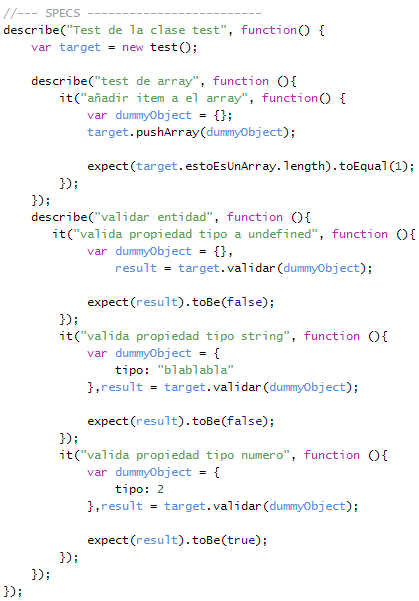 //--- SPECS -------------------------
describe("Test de la clase test", function() {
    var target = new test();

    describe("test de array", function (){
        it("añadir item a el array", function() {
            var dummyObject = {};
            target.pushArray(dummyObject);

            expect(target.estoEsUnArray.length).toEqual(1);
        });
    });
    describe("validar entidad", function (){
       it("valida propiedad tipo a undefined", function (){
            var dummyObject = {},
                result = target.validar(dummyObject);

            expect(result).toBe(false);
        });
        it("valida propiedad tipo string", function (){
            var dummyObject = {
                tipo: "blablabla"
            },result = target.validar(dummyObject);

            expect(result).toBe(false);
        });
        it("valida propiedad tipo numero", function (){
            var dummyObject = {
                tipo: 2
            },result = target.validar(dummyObject);

            expect(result).toBe(true);
        });
    });
});